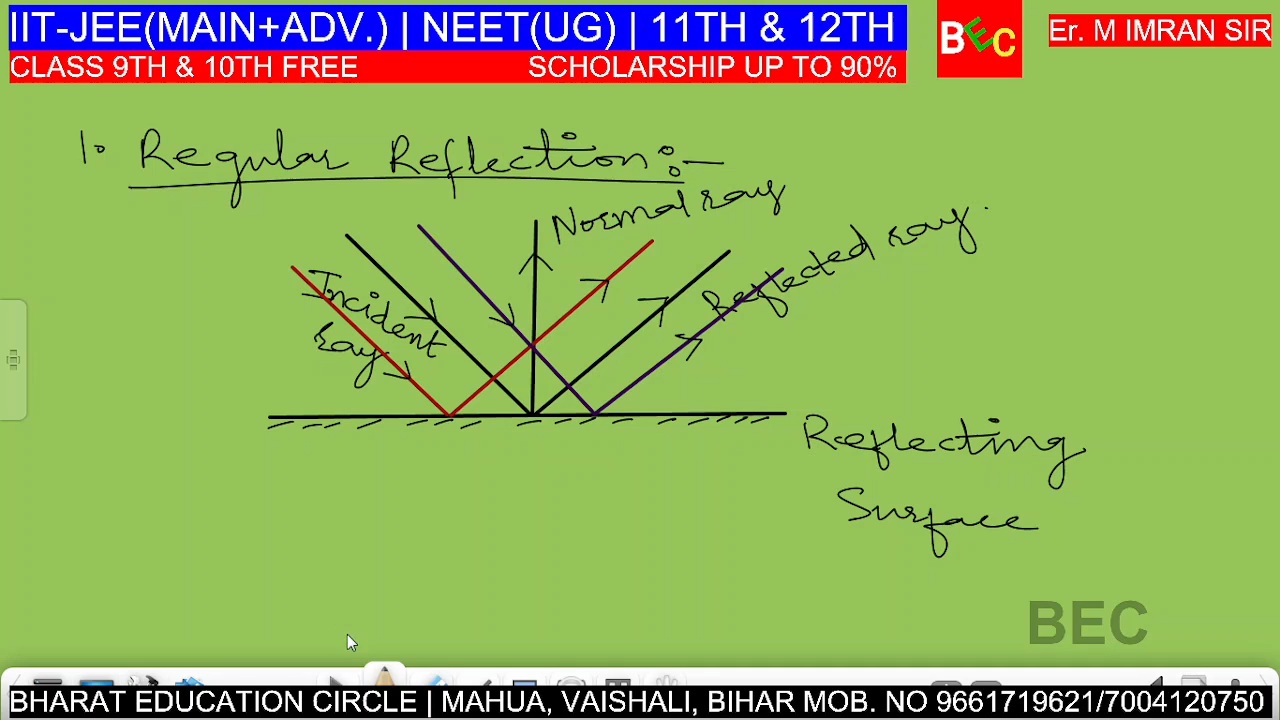 IIT-JEE(MAIN+ADV.) | NEET(UG) | 11TH & 12TH
CLASS 9TH & 10TH FREE SCHOLARSHIP UP TO 90%
BEC
Er. M IMRAN SIR
1. Regular Reflection :-
Normal ray
Reflected ray.
Incident
ray
Reflecting
Surface
BEC
BHARAT EDUCATION CIRCLE | MAHUA, VAISHALI, BIHAR MOB. NO 9661719621/7004120750